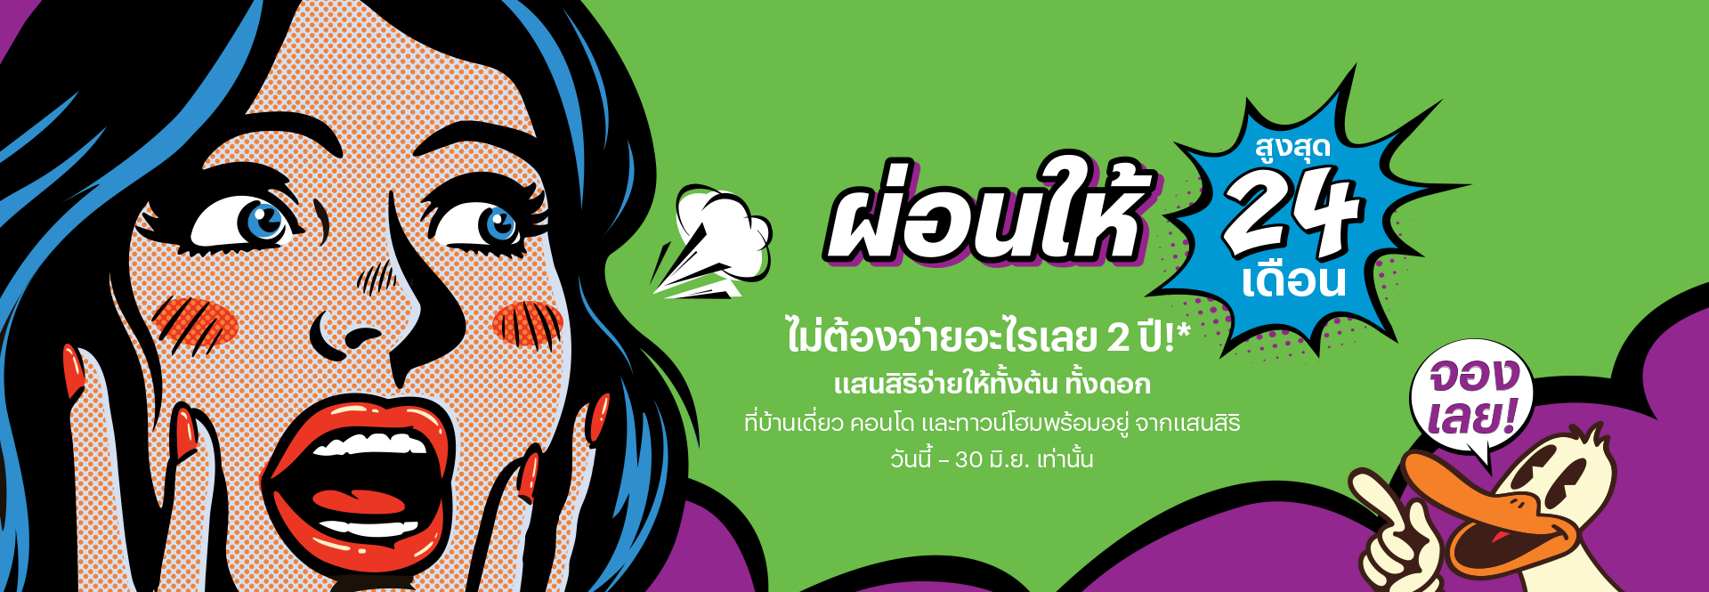 ผ่อนให้
สูงสุด
24
เดือน
ไม่ต้องจ่ายอะไรเลย 2 ปี!*
แสนสิริจ่ายให้ทั้งต้น ทั้งดอก
ที่บ้านเดี่ยว คอนโด และทาวน์โฮมพร้อมอยู่ จากแสนสิริ
วันนี้ – 30 มิ.ย. เท่านั้น
จอง
เลย!